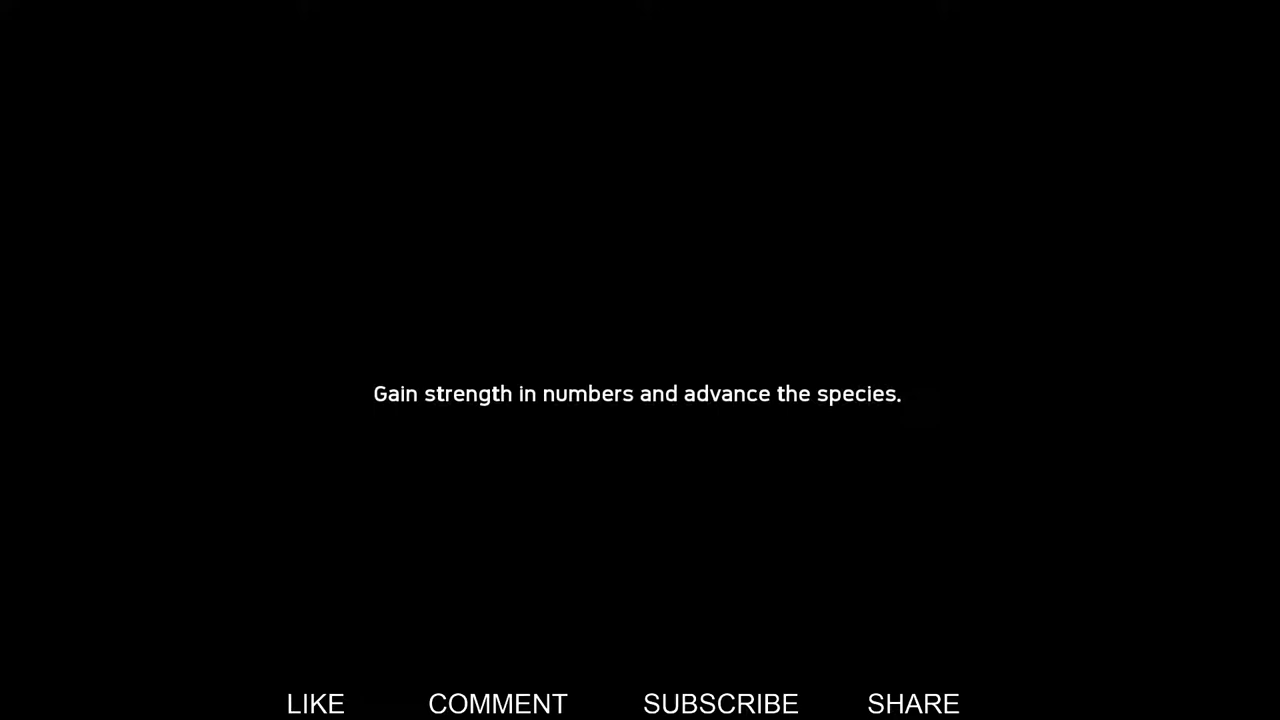 Gain strength in numbers and advance the species.
LIKE COMMENT SUBSCRIBE SHARE